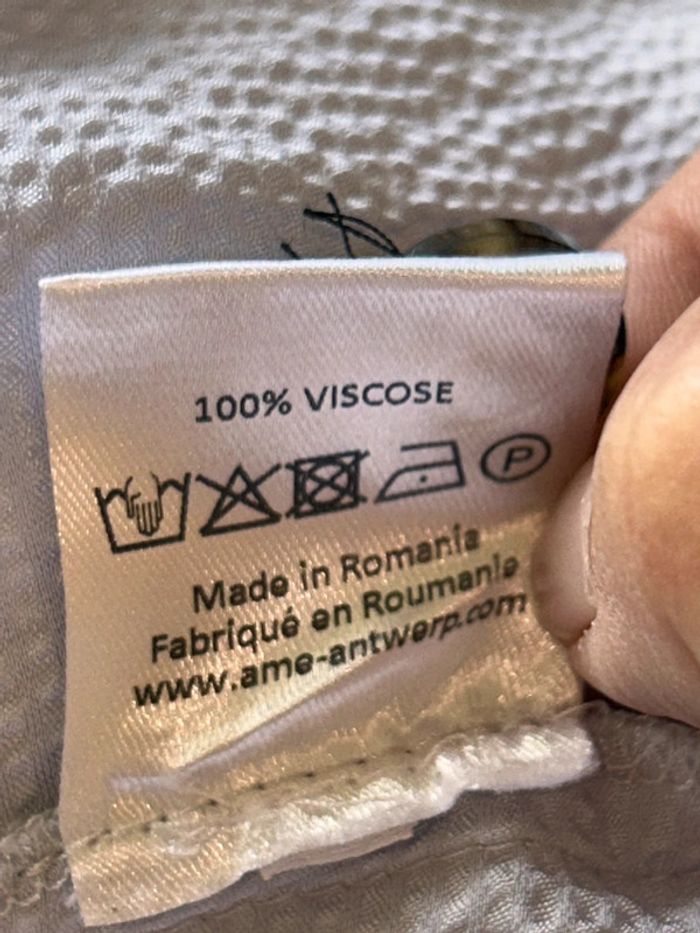 100% VISCOSE
P
Made in Romania
Fabriqué en Roumanie
www.ame-antwerp.com